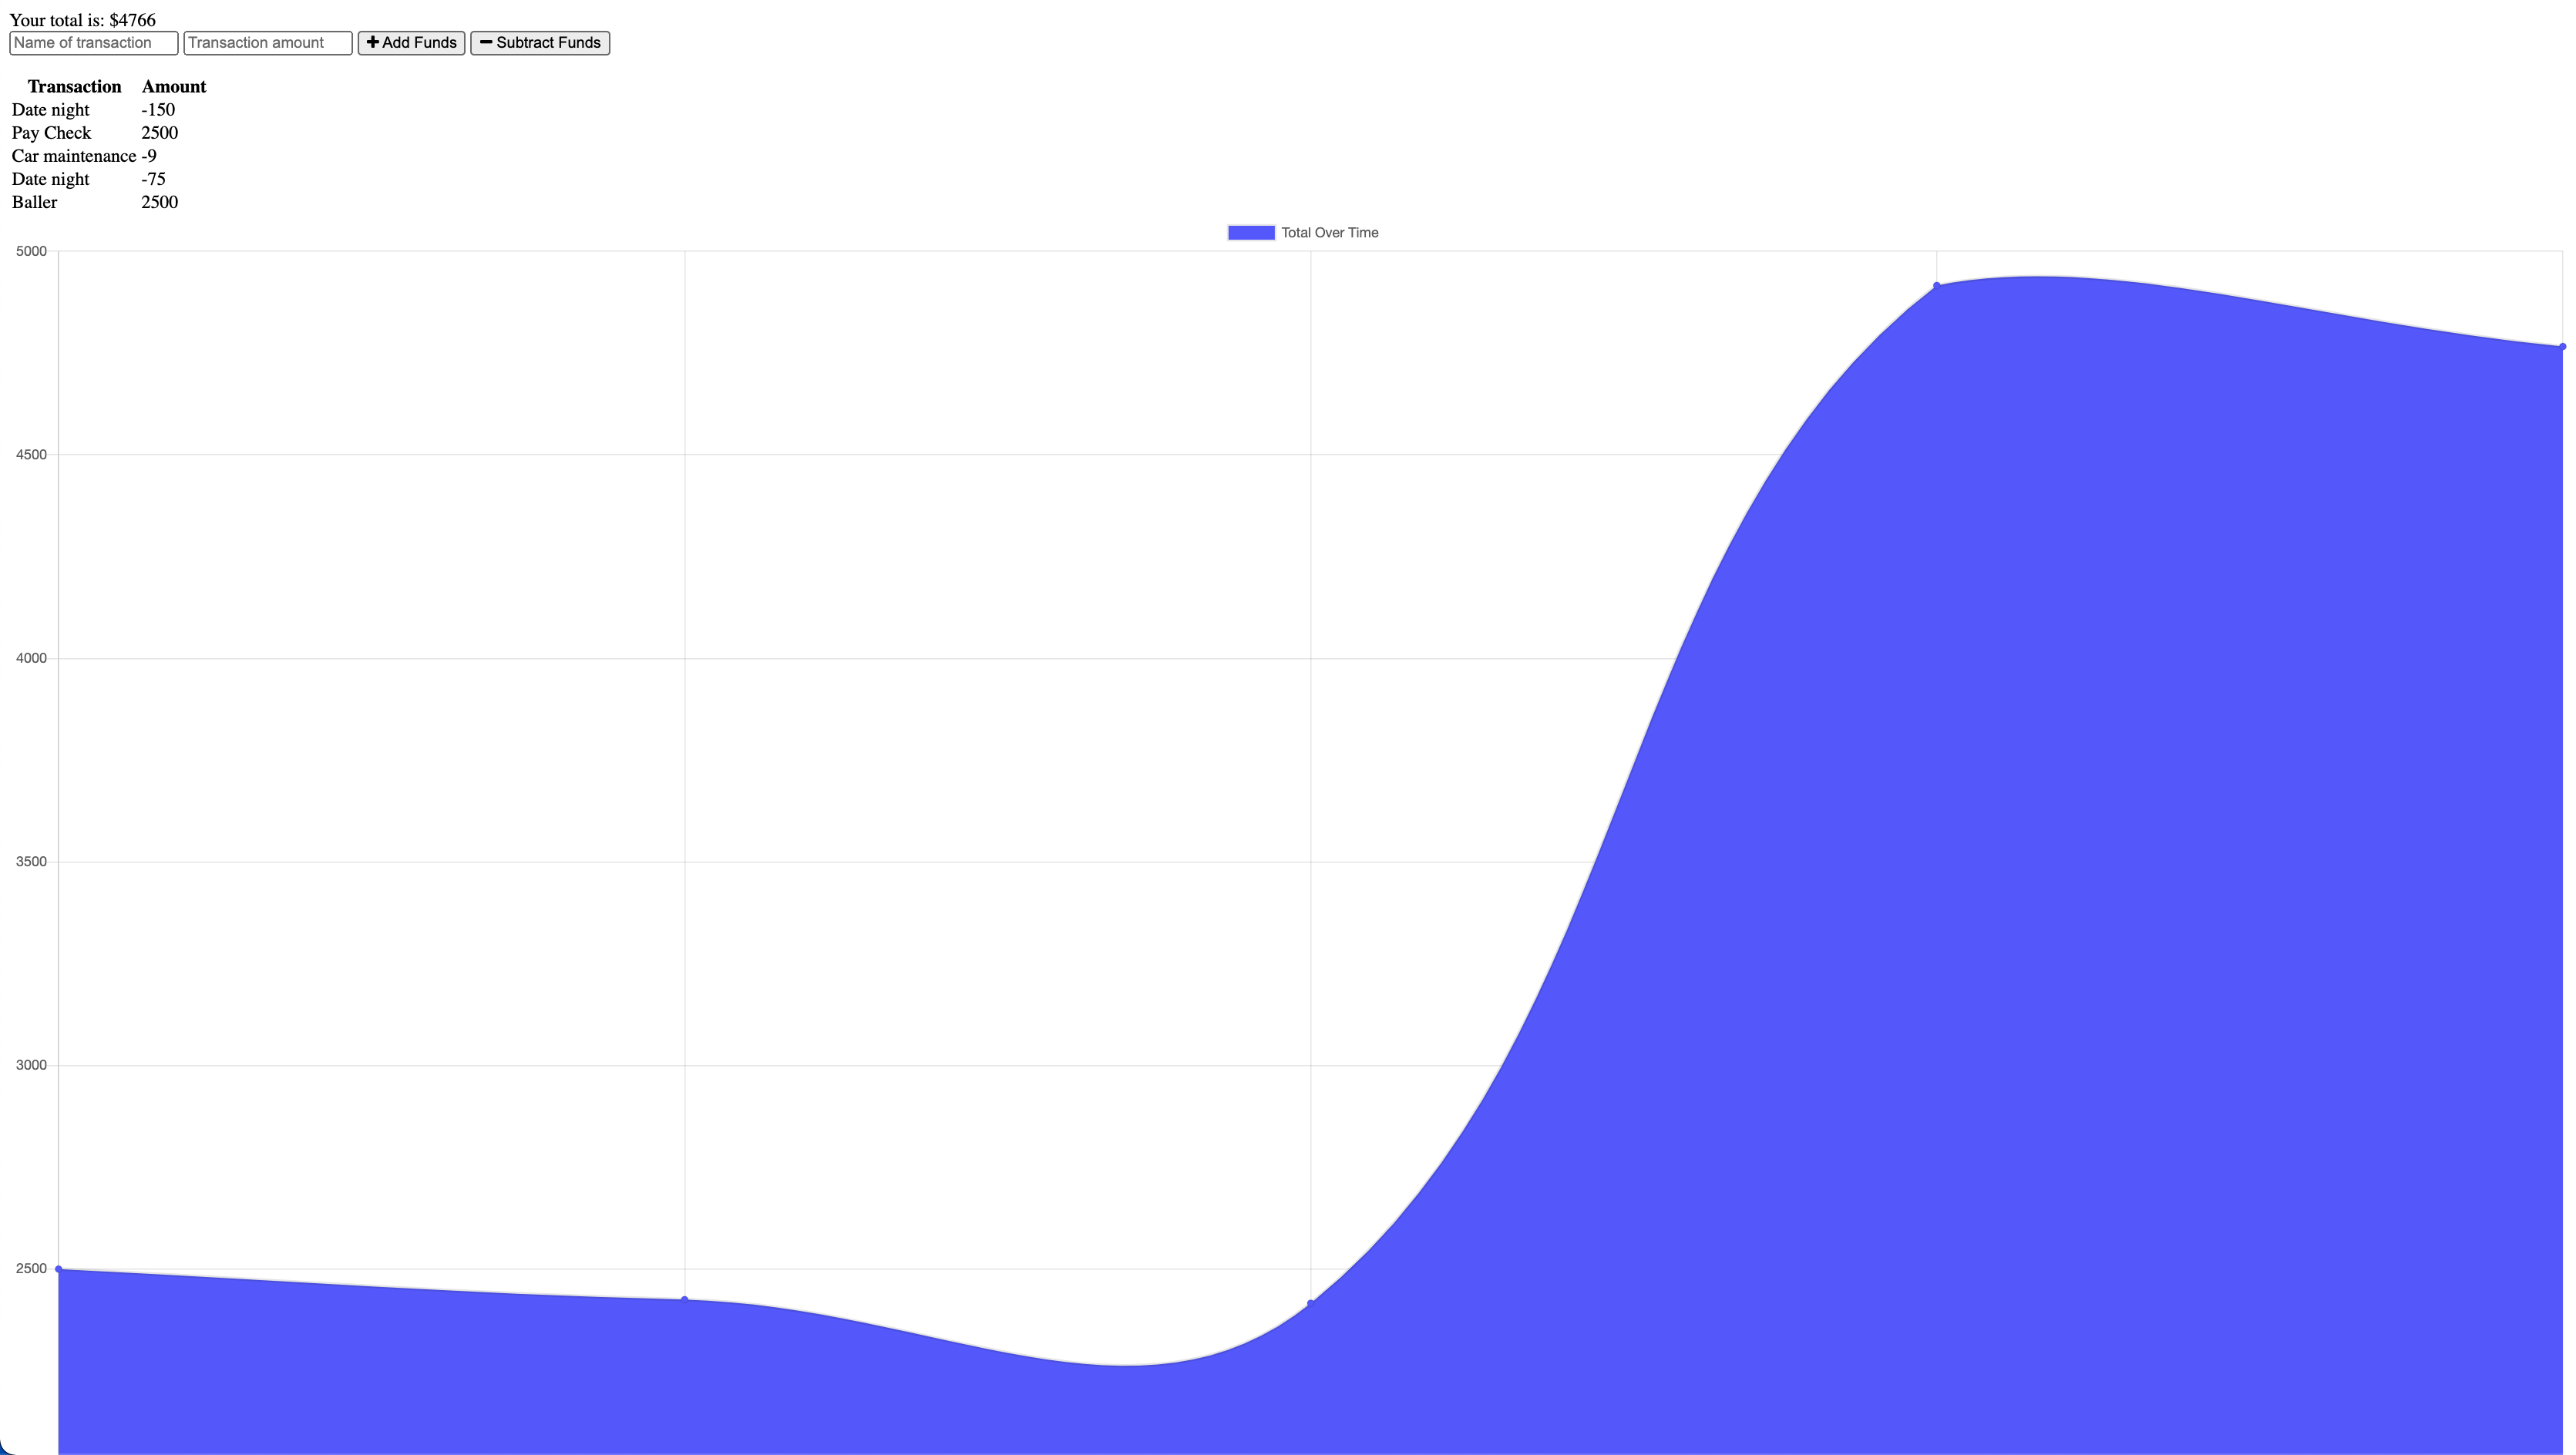 Your total is: $4766
Name of transaction Transaction amount Add Funds Subtract Funds
Transaction Amount
Date night -150
Pay Check 2500
Car maintenance -9
Date night -75
Baller 2500
Total Over Time
5000
4500
4000
3500
3000
2500